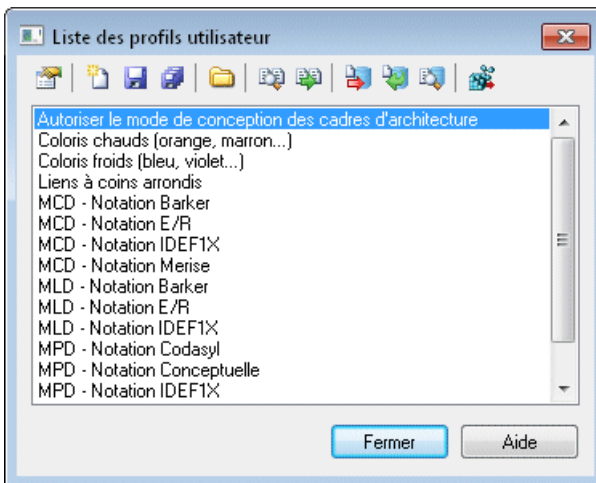 Liste des profils utilisateur
Autoriser le mode de conception des cadres d'architecture
Coloris chauds (orange, marron...)
Coloris froids (bleu, violet...)
Liens à coins arrondis
MCD - Notation Barker
MCD - Notation E/R
MCD - Notation IDEF1X
MCD - Notation Merise
MLD - Notation Barker
MLD - Notation E/R
MLD - Notation IDEF1X
MPD - Notation Codasyl
MPD - Notation Conceptuelle
MPD - Notation IDEF1X
Fermer Aide